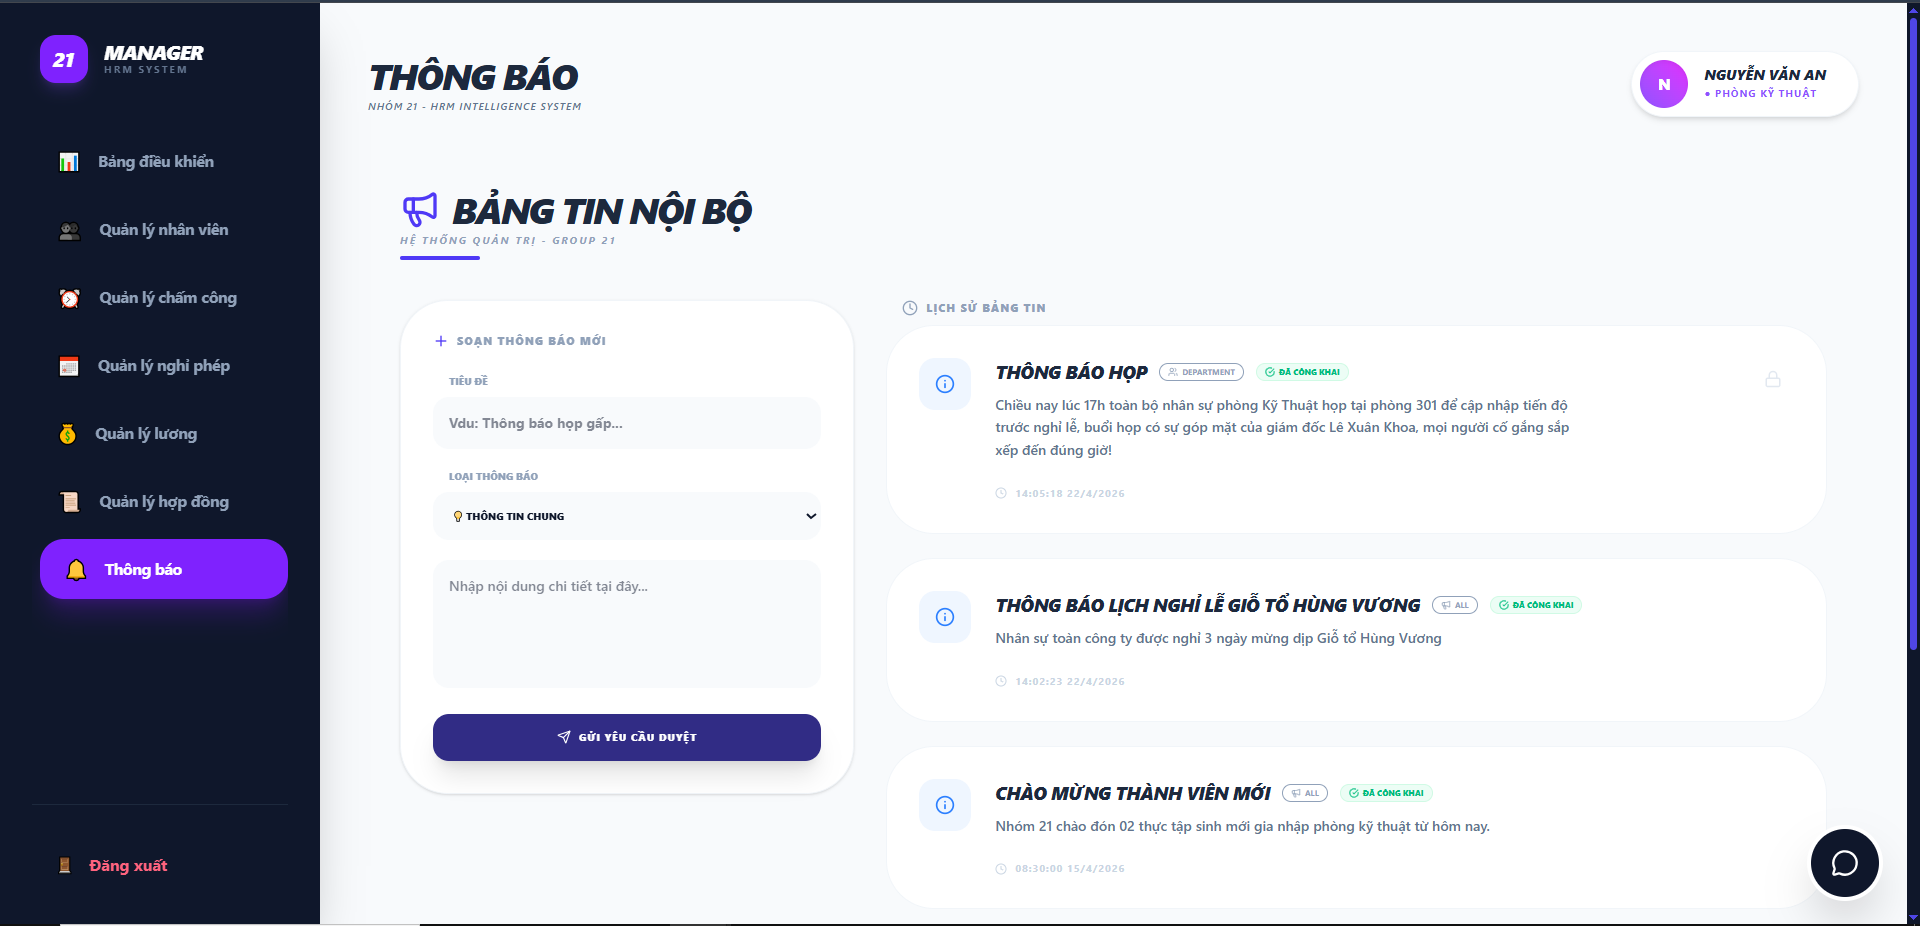 21
MANAGER
HRM SYSTEM
Bảng điều khiển
Quản lý nhân viên
Quản lý chấm công
Quản lý nghỉ phép
Quản lý lương
Quản lý hợp đồng
Thông báo
Đăng xuất
THÔNG BÁO
NHÓM 21 - HRM INTELLIGENCE SYSTEM
N
NGUYỄN VĂN AN
• PHÒNG KỸ THUẬT
BẢNG TIN NỘI BỘ
HỆ THỐNG QUẢN TRỊ - GROUP 21
SOẠN THÔNG BÁO MỚI
TIÊU ĐỀ
Vdu: Thông báo họp gấp...
LOẠI THÔNG BÁO
THÔNG TIN CHUNG
Nhập nội dung chi tiết tại đây...
GỬI YÊU CẦU DUYỆT
LỊCH SỬ BẢNG TIN
THÔNG BÁO HỌP DEPARTMENT ĐÃ CÔNG KHAI
Chiều nay lúc 17h toàn bộ nhân sự phòng Kỹ Thuật họp tại phòng 301 để cập nhập tiến độ
trước nghỉ lễ, buổi họp có sự góp mặt của giám đốc Lê Xuân Khoa, mọi người cố gắng sắp
xếp đến đúng giờ!
14:05:18 22/4/2026
THÔNG BÁO LỊCH NGHỈ LỄ GIỖ TỔ HÙNG VƯƠNG ALL ĐÃ CÔNG KHAI
Nhân sự toàn công ty được nghỉ 3 ngày mừng dịp Giỗ tổ Hùng Vương
14:02:23 22/4/2026
CHÀO MỪNG THÀNH VIÊN MỚI ALL ĐÃ CÔNG KHAI
Nhóm 21 chào đón 02 thực tập sinh mới gia nhập phòng kỹ thuật từ hôm nay.
08:30:00 15/4/2026